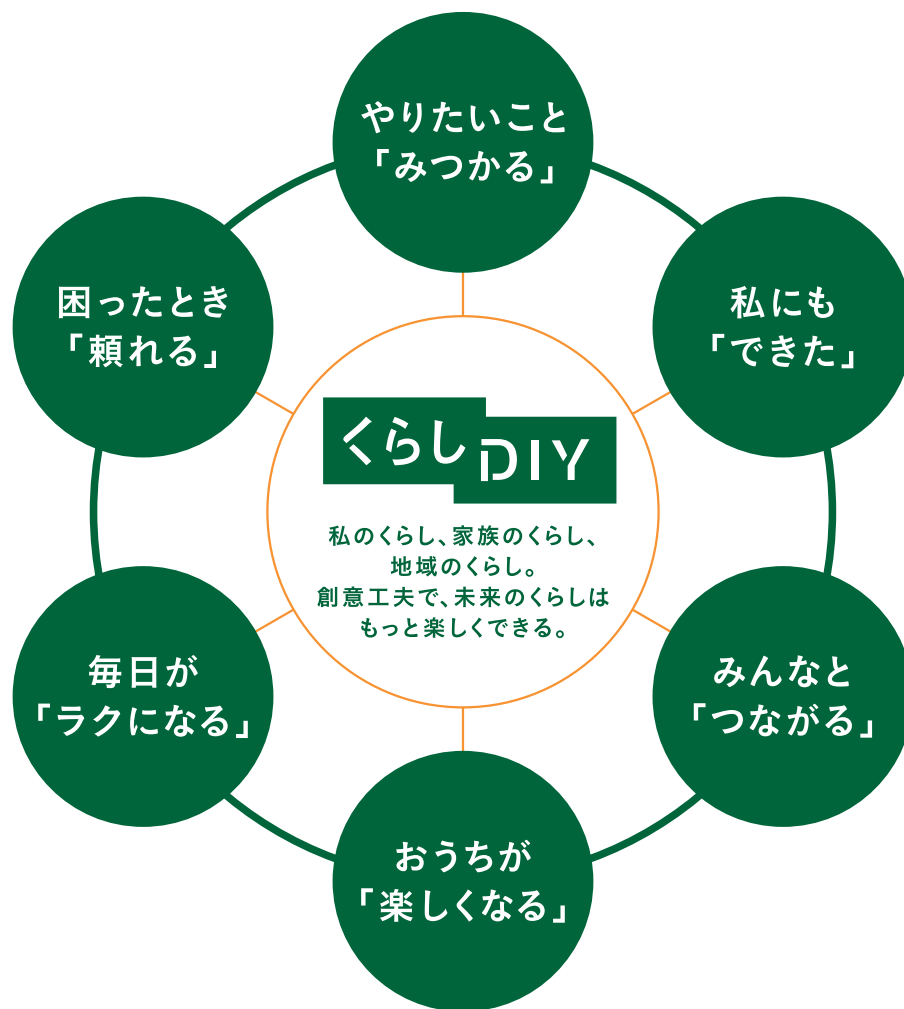 やりたいこと
「みつかる」
私にも
「できた」
みんなと
「つながる」
おうちが
「楽しくなる」
毎日が
「ラクになる」
困ったとき
「頼れる」
くらし
DIY
私のくらし、家族のくらし、
地域のくらし。
創意工夫で、未来のくらしは
もっと楽しくできる。